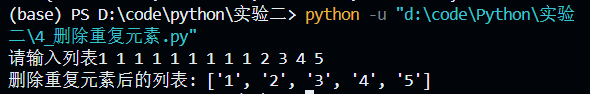 (base) PS D:\code\python\实验二> python -u "d:\code\Python\实验
二\4_删除重复元素.py"
请输入列表1 1 1 1 1 1 1 1 1 1 2 3 4 5
删除重复元素后的列表：['1', '2', '3', '4', '5']